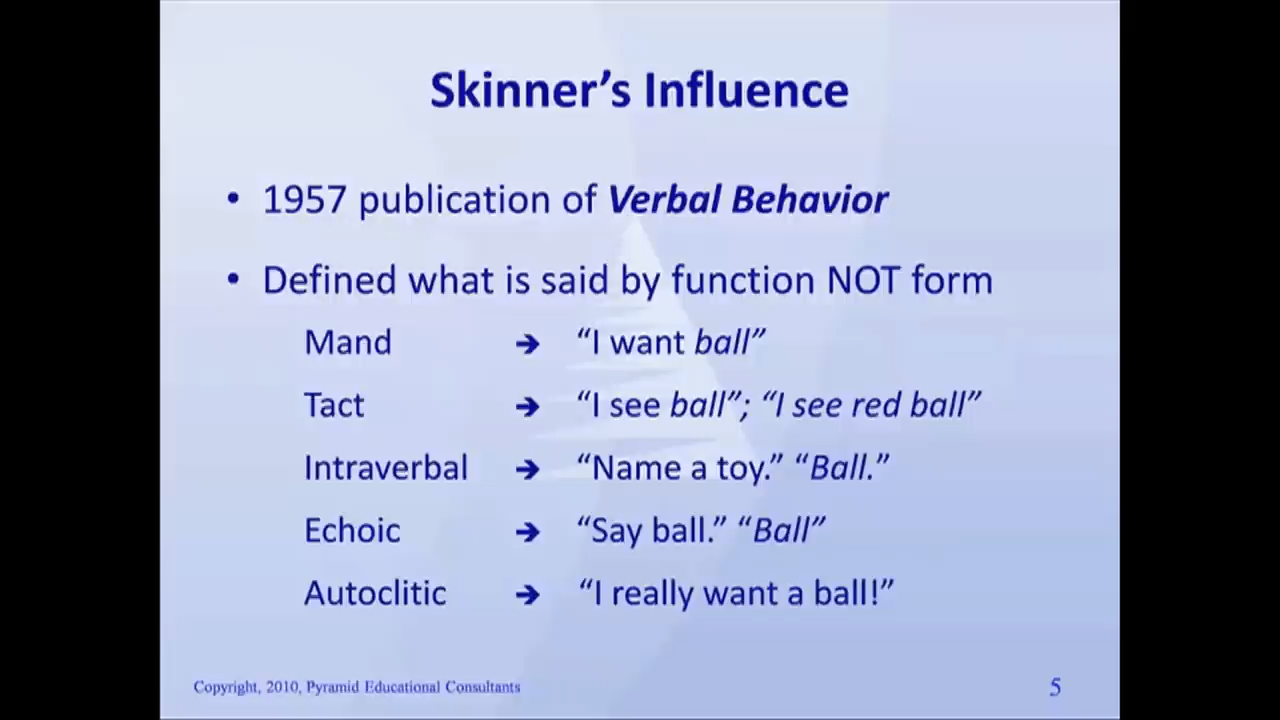 Skinner’s Influence
• 1957 publication of Verbal Behavior
• Defined what is said by function NOT form
Mand ➔ “I want ball”
Tact ➔ “I see ball”; “I see red ball”
Intraverbal ➔ “Name a toy.” “Ball.”
Echoic ➔ “Say ball.” “Ball”
Autoclitic ➔ “I really want a ball!”
Copyright, 2010, Pyramid Educational Consultants 5